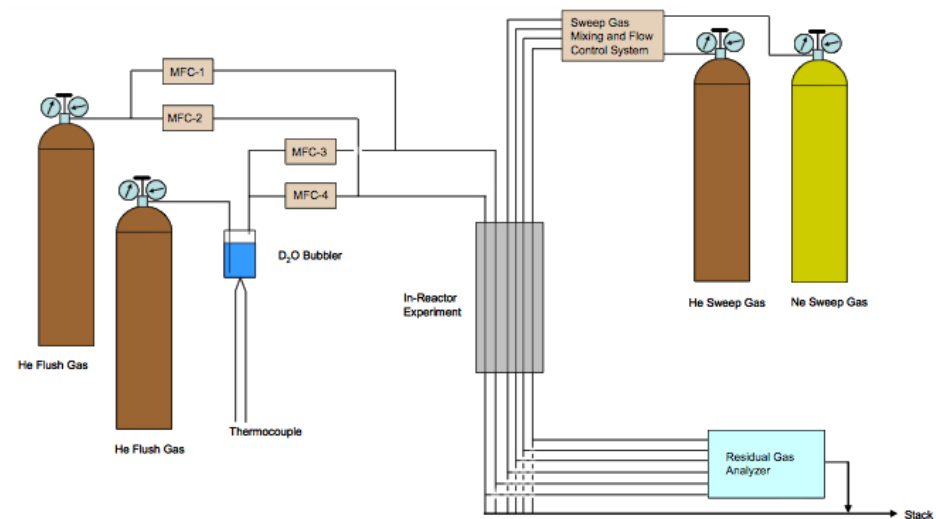 Sweep Gas
Mixing and Flow
Control System
MFC-1
MFC-2
MFC-3
MFC-4
D₂O Bubbler
In-Reactor
Experiment
He Sweep Gas
Ne Sweep Gas
He Flush Gas
Thermocouple
He Flush Gas
Residual Gas
Analyzer
Stack